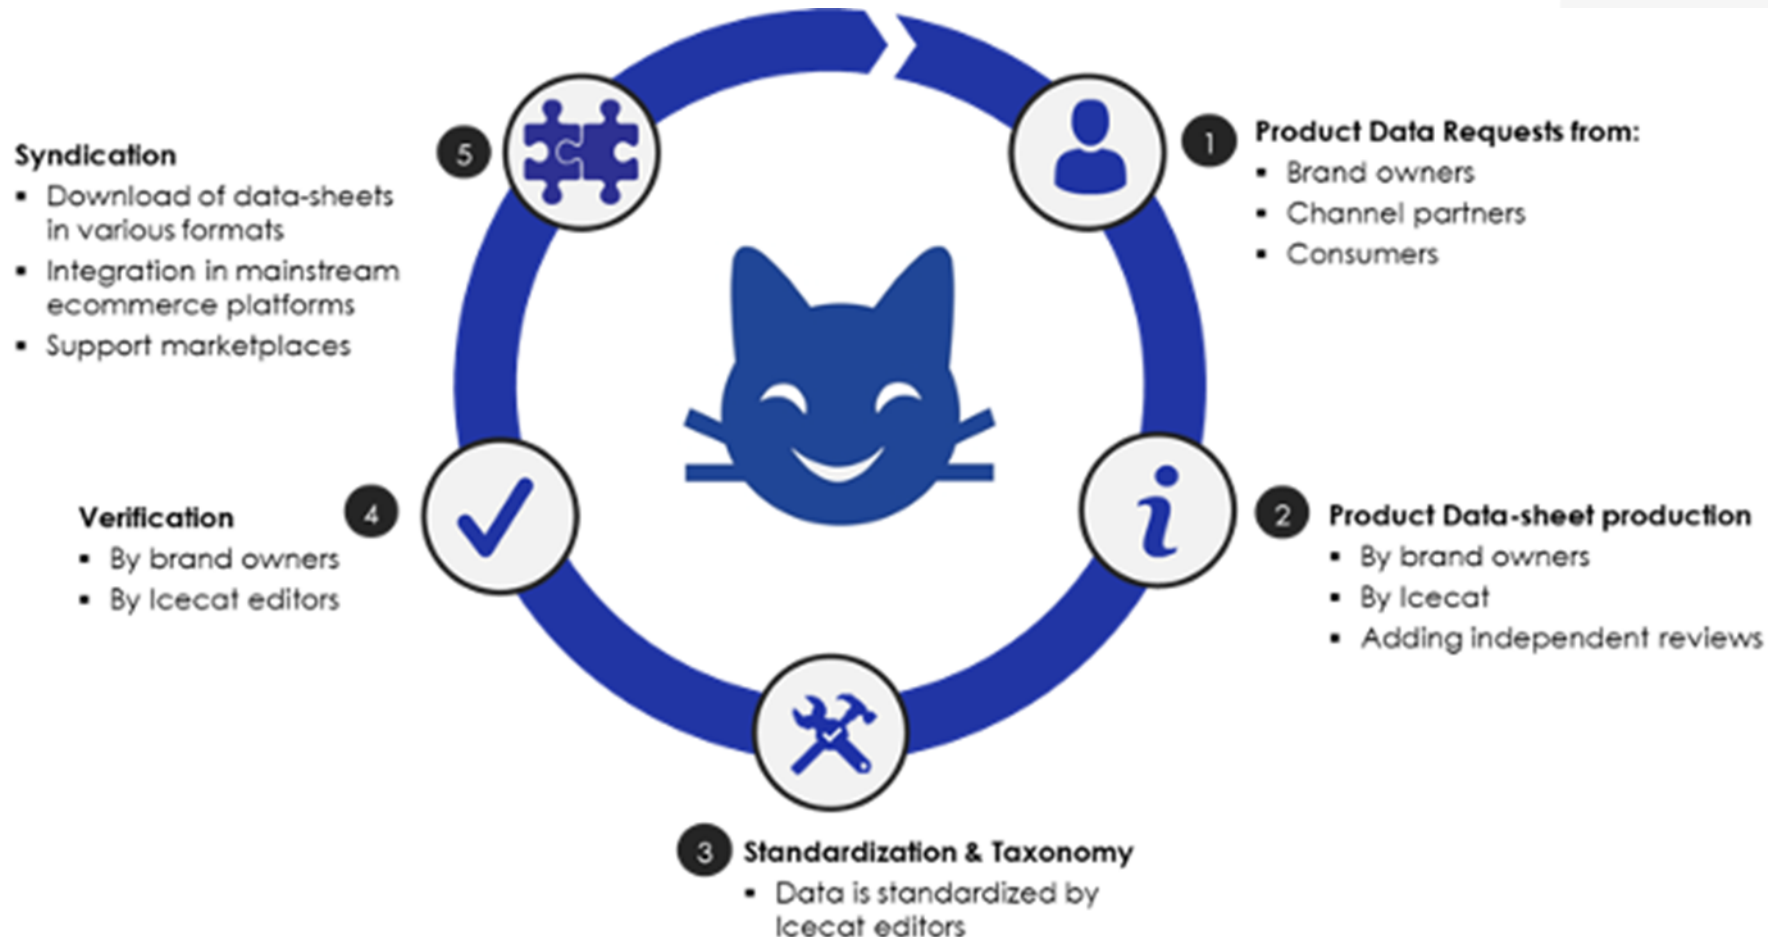 1
Product Data Requests from:
▪ Brand owners
▪ Channel partners
▪ Consumers
2
Product Data-sheet production
▪ By brand owners
▪ By Icecat
▪ Adding independent reviews
3
Standardization & Taxonomy
▪ Data is standardized by
Icecat editors
4
Verification
▪ By brand owners
▪ By Icecat editors
5
Syndication
▪ Download of data-sheets
in various formats
▪ Integration in mainstream
ecommerce platforms
▪ Support marketplaces